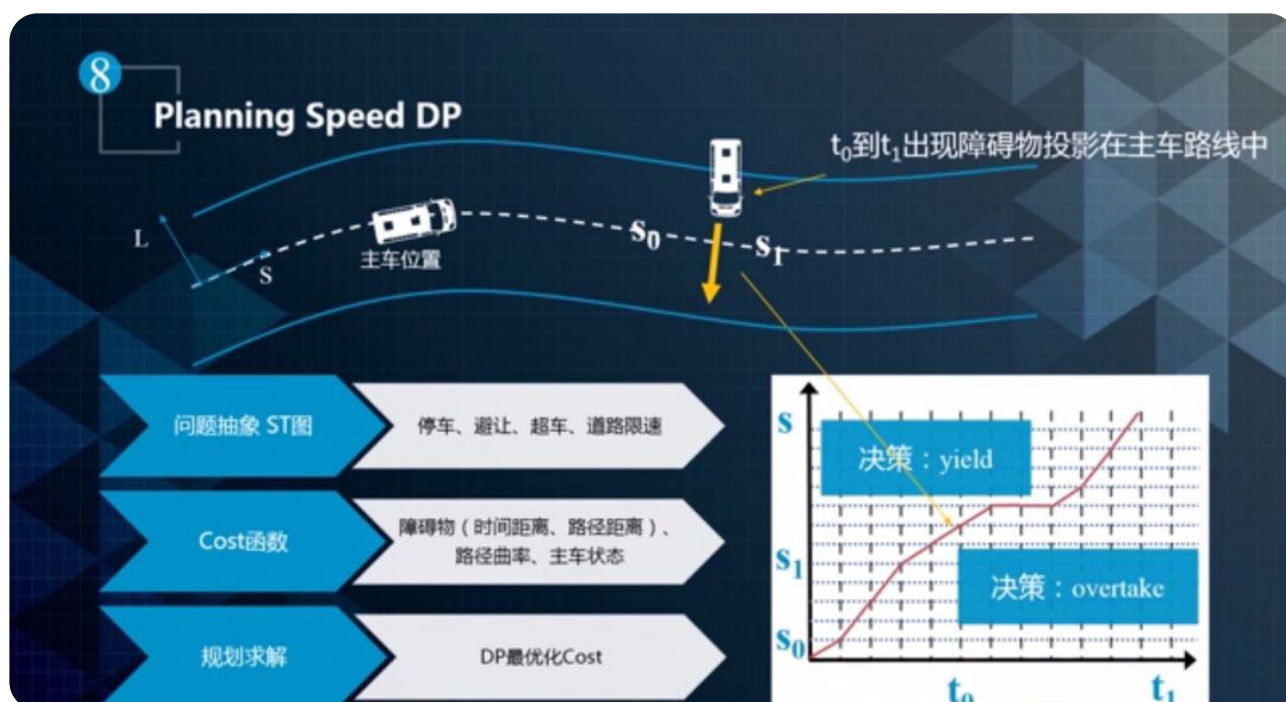 8
Planning Speed DP
t₀到t₁出现障碍物投影在主车路线中
L
S
主车位置
s₀
s₁
问题抽象 ST图
停车、避让、超车、道路限速
Cost函数
障碍物（时间距离、路径距离）、
路径曲率、主车状态
规划求解
DP最优化Cost
s
决策：yield
s₁
决策：overtake
s₀
t₀
t₁